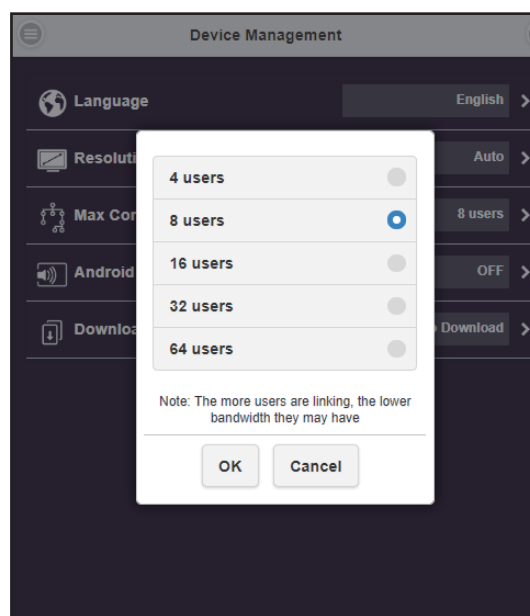 Device Management
Language English
Resoluti Auto
Max Cor 8 users
Android OFF
Downloa Download
4 users
8 users
16 users
32 users
64 users
Note: The more users are linking, the lower
bandwidth they may have
OK Cancel